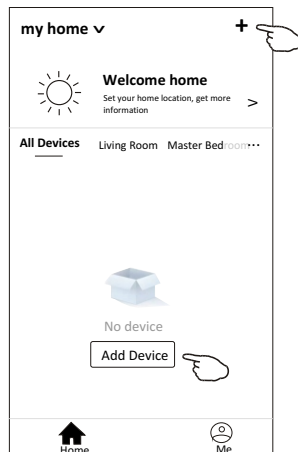 my home
+
Welcome home
Set your home location, get more
information
>
All Devices Living Room Master Bedroom ...
No device
Add Device
Home Me